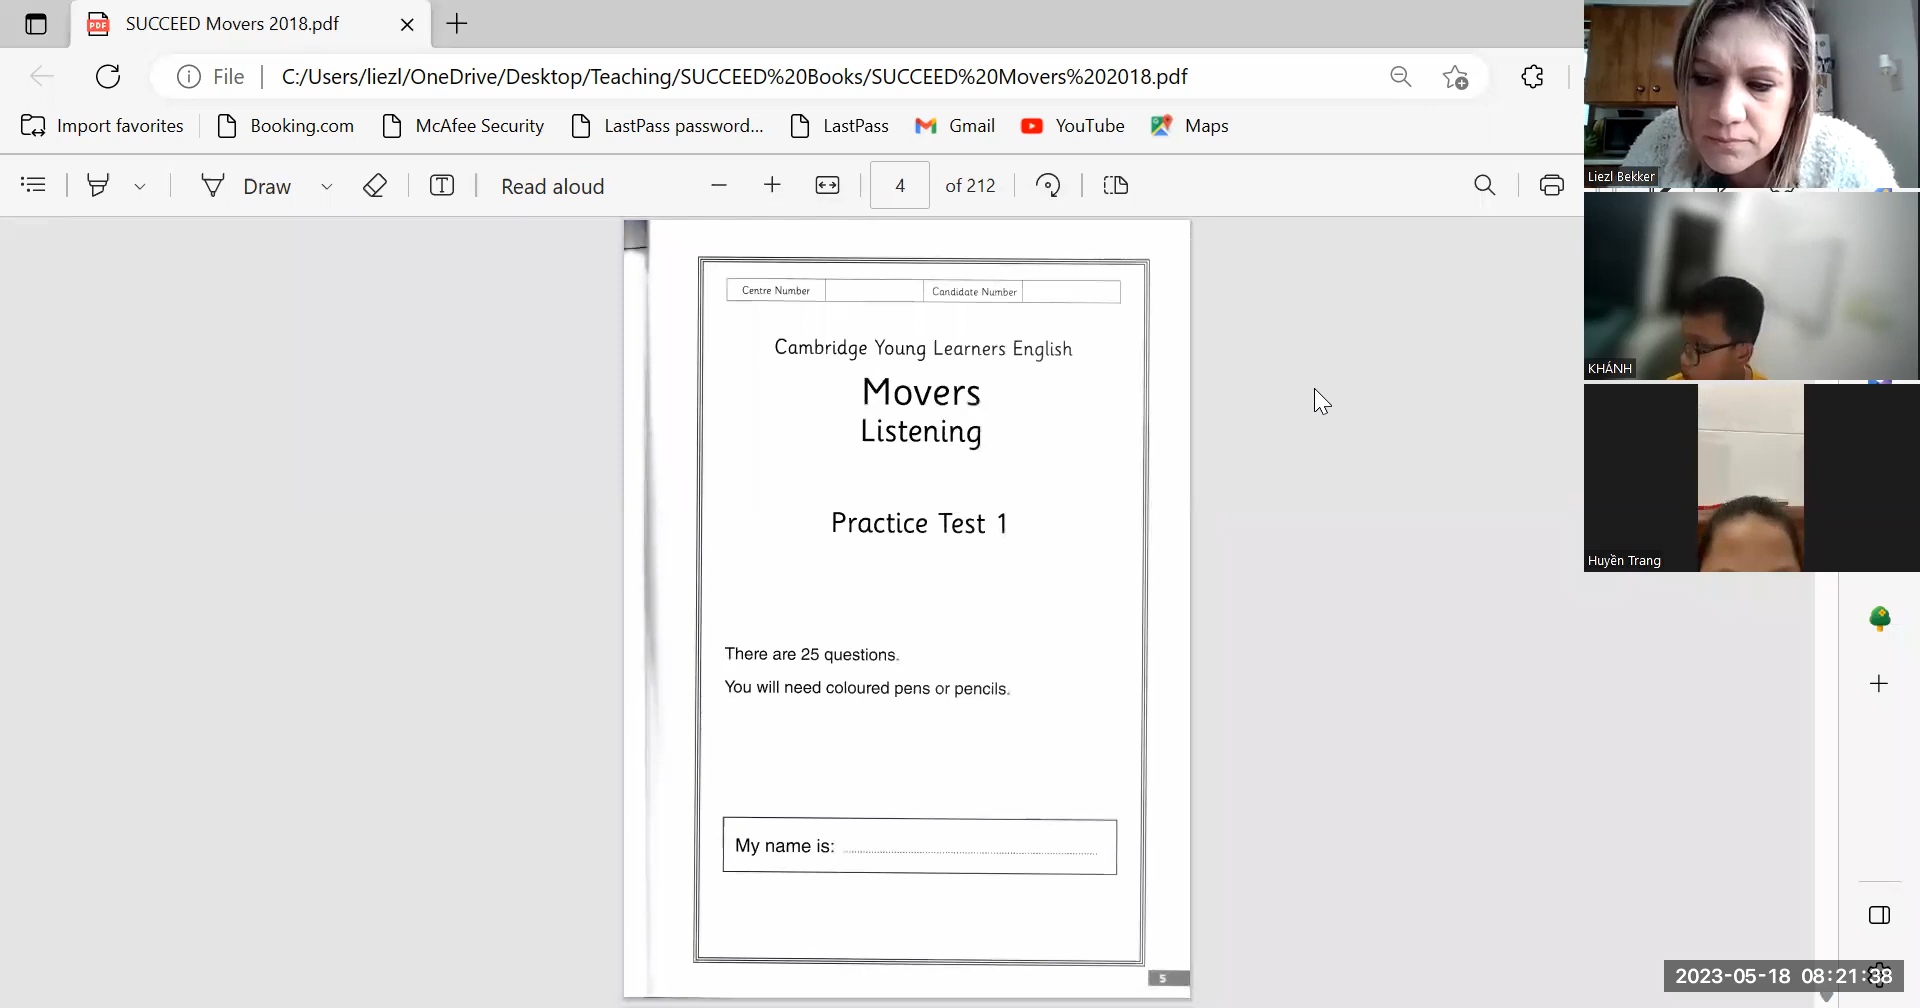 SUCCEED Movers 2018.pdf
File
C:/Users/liezl/OneDrive/Desktop/Teaching/SUCCEED%20Books/SUCCEED%20Movers%202018.pdf
Import favorites
Booking.com
McAfee Security
LastPass password...
LastPass
Gmail
YouTube
Maps
Draw
Read aloud
4
of 212
Liezl Bekker
KHÁNH
Huyền Trang
Centre Number
Candidate Number
Cambridge Young Learners English
Movers
Listening
Practice Test 1
There are 25 questions.
You will need coloured pens or pencils.
My name is:
5
2023-05-18 08:21:38